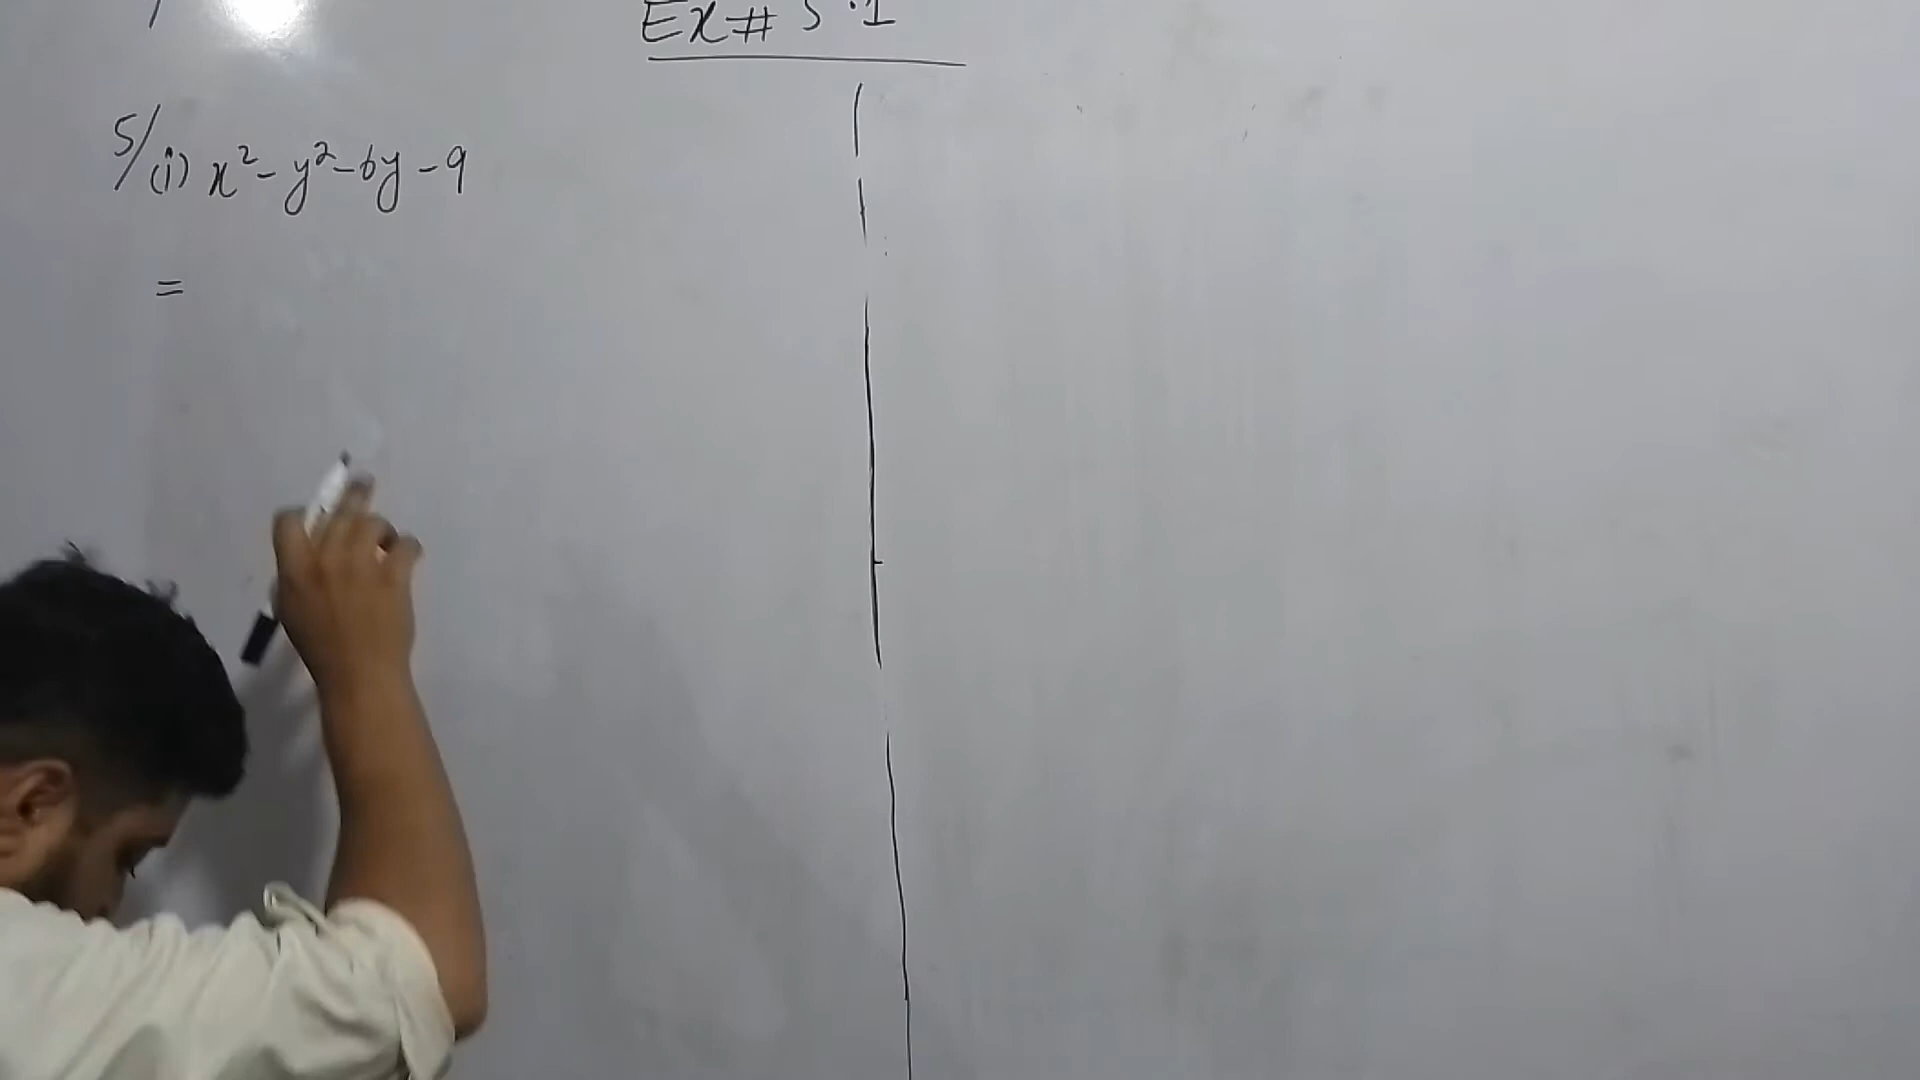 Ex# 5.1
5/(i) x² - y² - 6y - 9
=